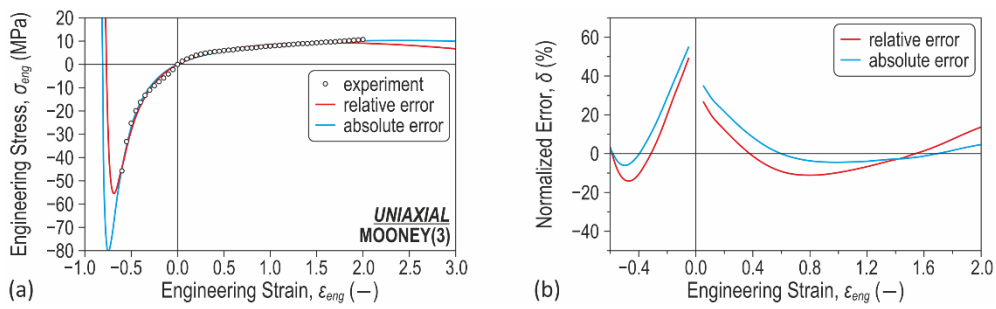 Engineering Stress, σeng (MPa)
20
10
0
−10
−20
−30
−40
−50
−60
−70
−80
−1.0 −0.5 0.0 0.5 1.0 1.5 2.0 2.5 3.0
Engineering Strain, εeng (—)
experiment
relative error
absolute error
UNIAXIAL
MOONEY(3)
(a)
Normalized Error, δ (%)
60
40
20
0
−20
−40
−0.4 0.0 0.4 0.8 1.2 1.6 2.0
Engineering Strain, εeng (—)
relative error
absolute error
(b)